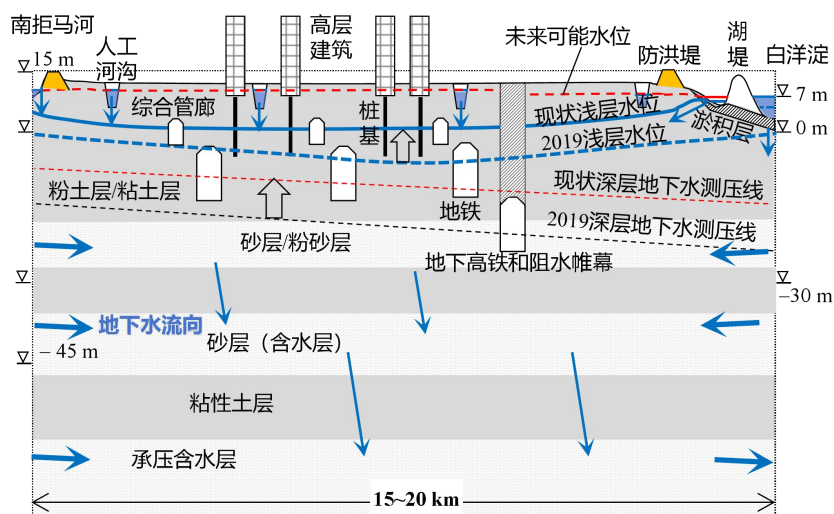 南拒马河
15 m
人工
河沟
高层
建筑
未来可能水位
防洪堤
湖
堤
白洋淀
7 m
综合管廊
桩
基
现状浅层水位
2019浅层水位
淤积层
0 m
粉土层/粘土层
地铁
现状深层地下水测压线
2019深层地下水测压线
砂层/粉砂层
地下高铁和阻水帷幕
−30 m
地下水流向
砂层（含水层）
− 45 m
粘性土层
承压含水层
15~20 km